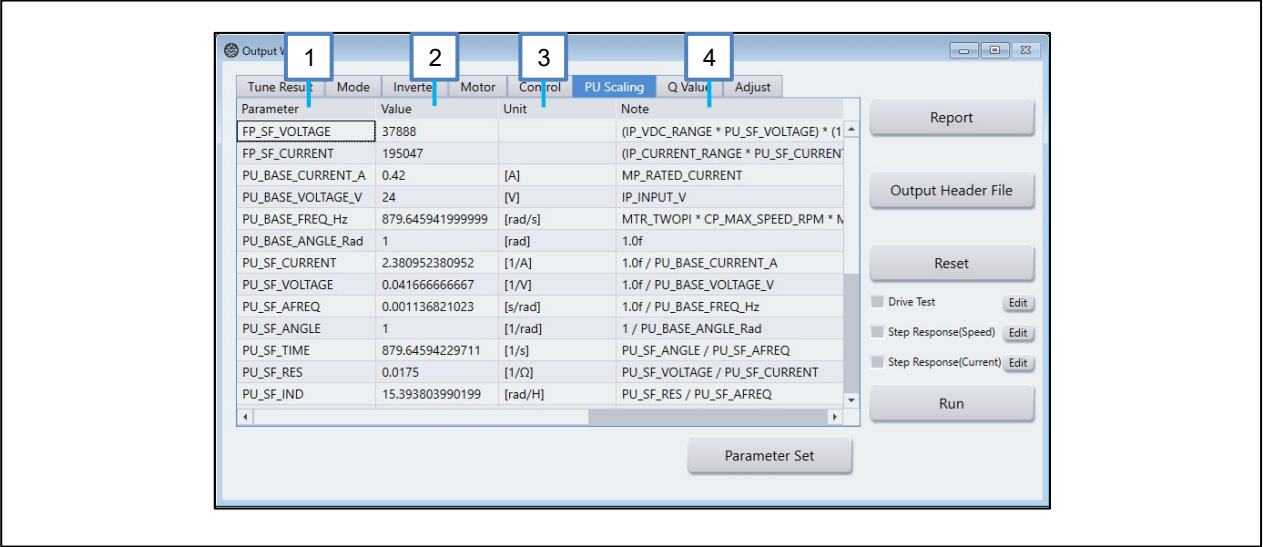 1 2 3 4
Output
Tune Result Mode Inverter Motor Control PU Scaling Q Value Adjust
Parameter Value Unit Note
FP_SF_VOLTAGE 37888 (IP_VDC_RANGE * PU_SF_VOLTAGE) * (1
FP_SF_CURRENT 195047 (IP_CURRENT_RANGE * PU_SF_CURREN
PU_BASE_CURRENT_A 0.42 [A] MP_RATED_CURRENT
PU_BASE_VOLTAGE_V 24 [V] IP_INPUT_V
PU_BASE_FREQ_Hz 879.645941999999 [rad/s] MTR_TWOPI * CP_MAX_SPEED_RPM * M
PU_BASE_ANGLE_Rad 1 [rad] 1.0f
PU_SF_CURRENT 2.380952380952 [1/A] 1.0f / PU_BASE_CURRENT_A
PU_SF_VOLTAGE 0.041666666667 [1/V] 1.0f / PU_BASE_VOLTAGE_V
PU_SF_AFREQ 0.001136821023 [s/rad] 1.0f / PU_BASE_FREQ_Hz
PU_SF_ANGLE 1 [1/rad] 1 / PU_BASE_ANGLE_Rad
PU_SF_TIME 879.64594229711 [1/s] PU_SF_ANGLE / PU_SF_AFREQ
PU_SF_RES 0.0175 [1/Ω] PU_SF_VOLTAGE / PU_SF_CURRENT
PU_SF_IND 15.393803990199 [rad/H] PU_SF_RES / PU_SF_AFREQ
Report
Output Header File
Reset
Drive Test Edit
Step Response(Speed) Edit
Step Response(Current) Edit
Run
Parameter Set